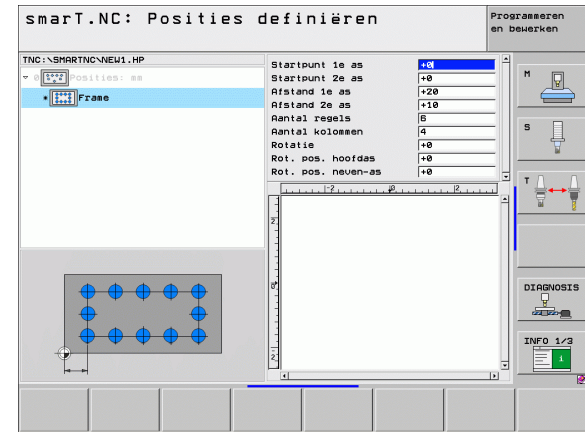 smarT.NC: Posities definiëren
Programmeren
en bewerken
TNC:\SMARTNC\NEW1.HP
0 Posities: mm
* Frame
Startpunt 1e as +0
Startpunt 2e as +0
Afstand 1e as +20
Afstand 2e as +10
Aantal regels 6
Aantal kolommen 4
Rotatie +0
Rot. pos. hoofdas +0
Rot. pos. neven-as +0
M
S
T
DIAGNOSIS
INFO 1/3